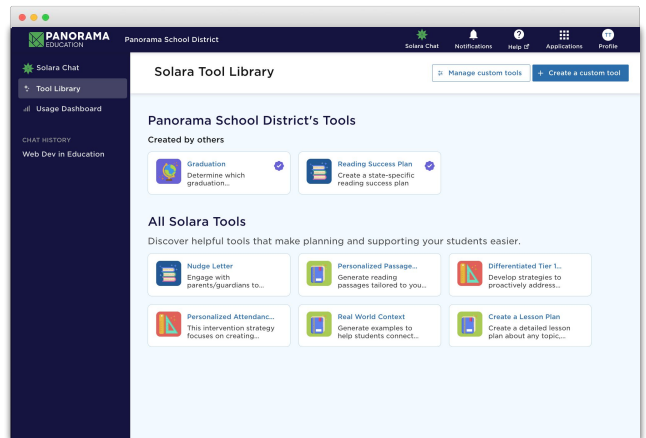 PANORAMA
EDUCATION
Panorama School District
Solara Chat
Notifications
Help
Applications
TT
Profile
Solara Chat
Tool Library
Usage Dashboard
CHAT HISTORY
Web Dev in Education
Solara Tool Library
Manage custom tools
+ Create a custom tool
Panorama School District's Tools
Created by others
Graduation
Determine which
graduation...
Reading Success Plan
Create a state-specific
reading success plan
All Solara Tools
Discover helpful tools that make planning and supporting your students easier.
Nudge Letter
Engage with
parents/guardians to...
Personalized Passage...
Generate reading
passages tailored to you...
Differentiated Tier 1...
Develop strategies to
proactively address...
Personalized Attendanc...
This intervention strategy
focuses on creating...
Real World Context
Generate examples to
help students connect...
Create a Lesson Plan
Create a detailed lesson
plan about any topic,...